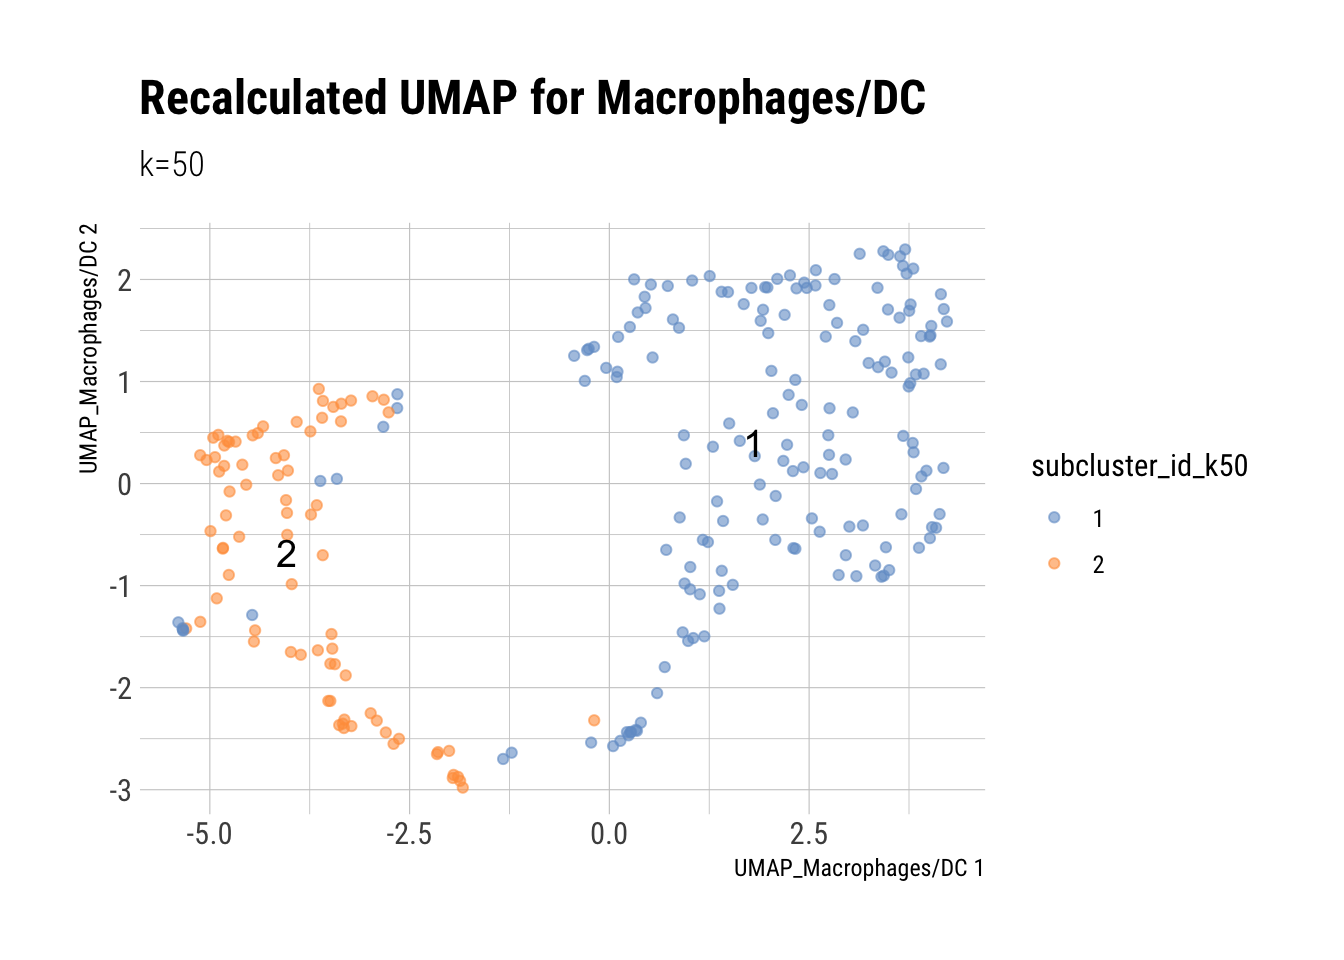 Recalculated UMAP for Macrophages/DC
k=50
UMAP_Macrophages/DC 2
2
1
0
-1
-2
-3
1
2
-5.0 -2.5 0.0 2.5
UMAP_Macrophages/DC 1
subcluster_id_k50
1
2